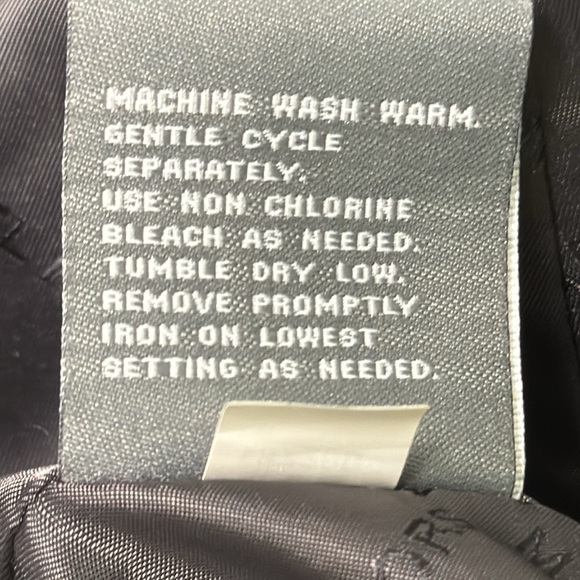 MACHINE WASH WARM.
GENTLE CYCLE
SEPARATELY.
USE NON CHLORINE
BLEACH AS NEEDED.
TUMBLE DRY LOW.
REMOVE PROMPTLY
IRON ON LOWEST
SETTING AS NEEDED.